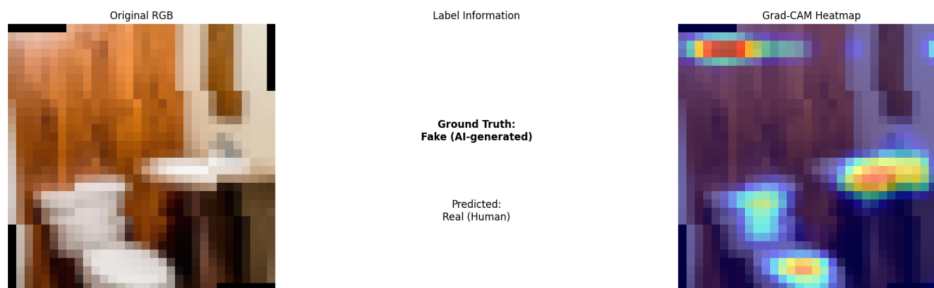 Original RGB
Label Information
Grad-CAM Heatmap
Ground Truth:
Fake (AI-generated)
Predicted:
Real (Human)